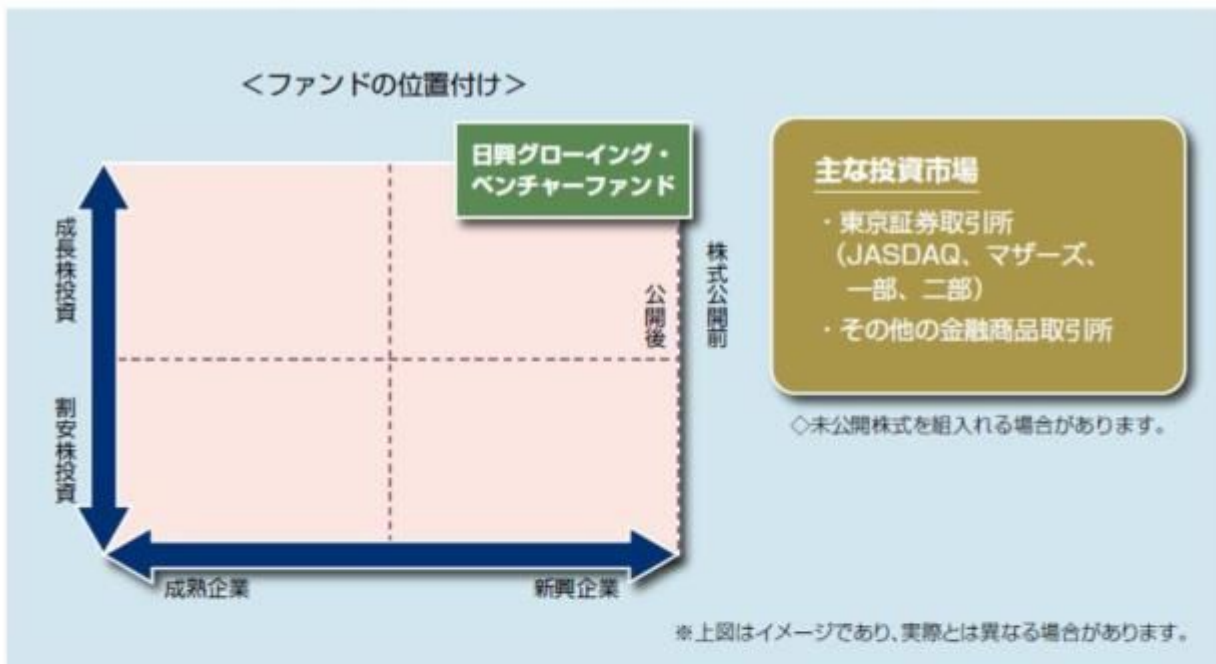 ＜ファンドの位置付け＞
日興グローイング・
ベンチャーファンド
成長株投資
割安株投資
公開後
株式公開前
成熟企業
新興企業
主な投資市場
・東京証券取引所
（JASDAQ、マザーズ、
一部、二部）
・その他の金融商品取引所
◇未公開株式を組入れる場合があります。
※上図はイメージであり、実際とは異なる場合があります。